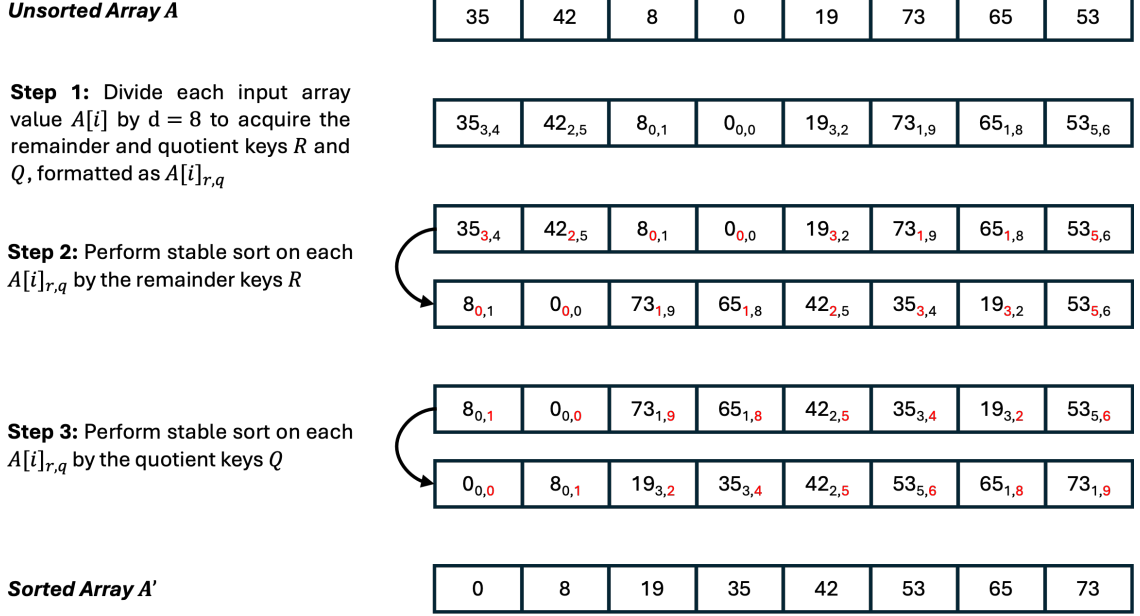 Unsorted Array A
35 42 8 0 19 73 65 53
Step 1: Divide each input array
value A[i] by d = 8 to acquire the
remainder and quotient keys R and
Q, formatted as A[i]r,q
353,4 422,5 80,1 00,0 193,2 731,9 651,8 535,6
Step 2: Perform stable sort on each
A[i]r,q by the remainder keys R
353,4 422,5 80,1 00,0 193,2 731,9 651,8 535,6
80,1 00,0 731,9 651,8 422,5 353,4 193,2 535,6
Step 3: Perform stable sort on each
A[i]r,q by the quotient keys Q
80,1 00,0 731,9 651,8 422,5 353,4 193,2 535,6
00,0 80,1 193,2 353,4 422,5 535,6 651,8 731,9
Sorted Array A’
0 8 19 35 42 53 65 73